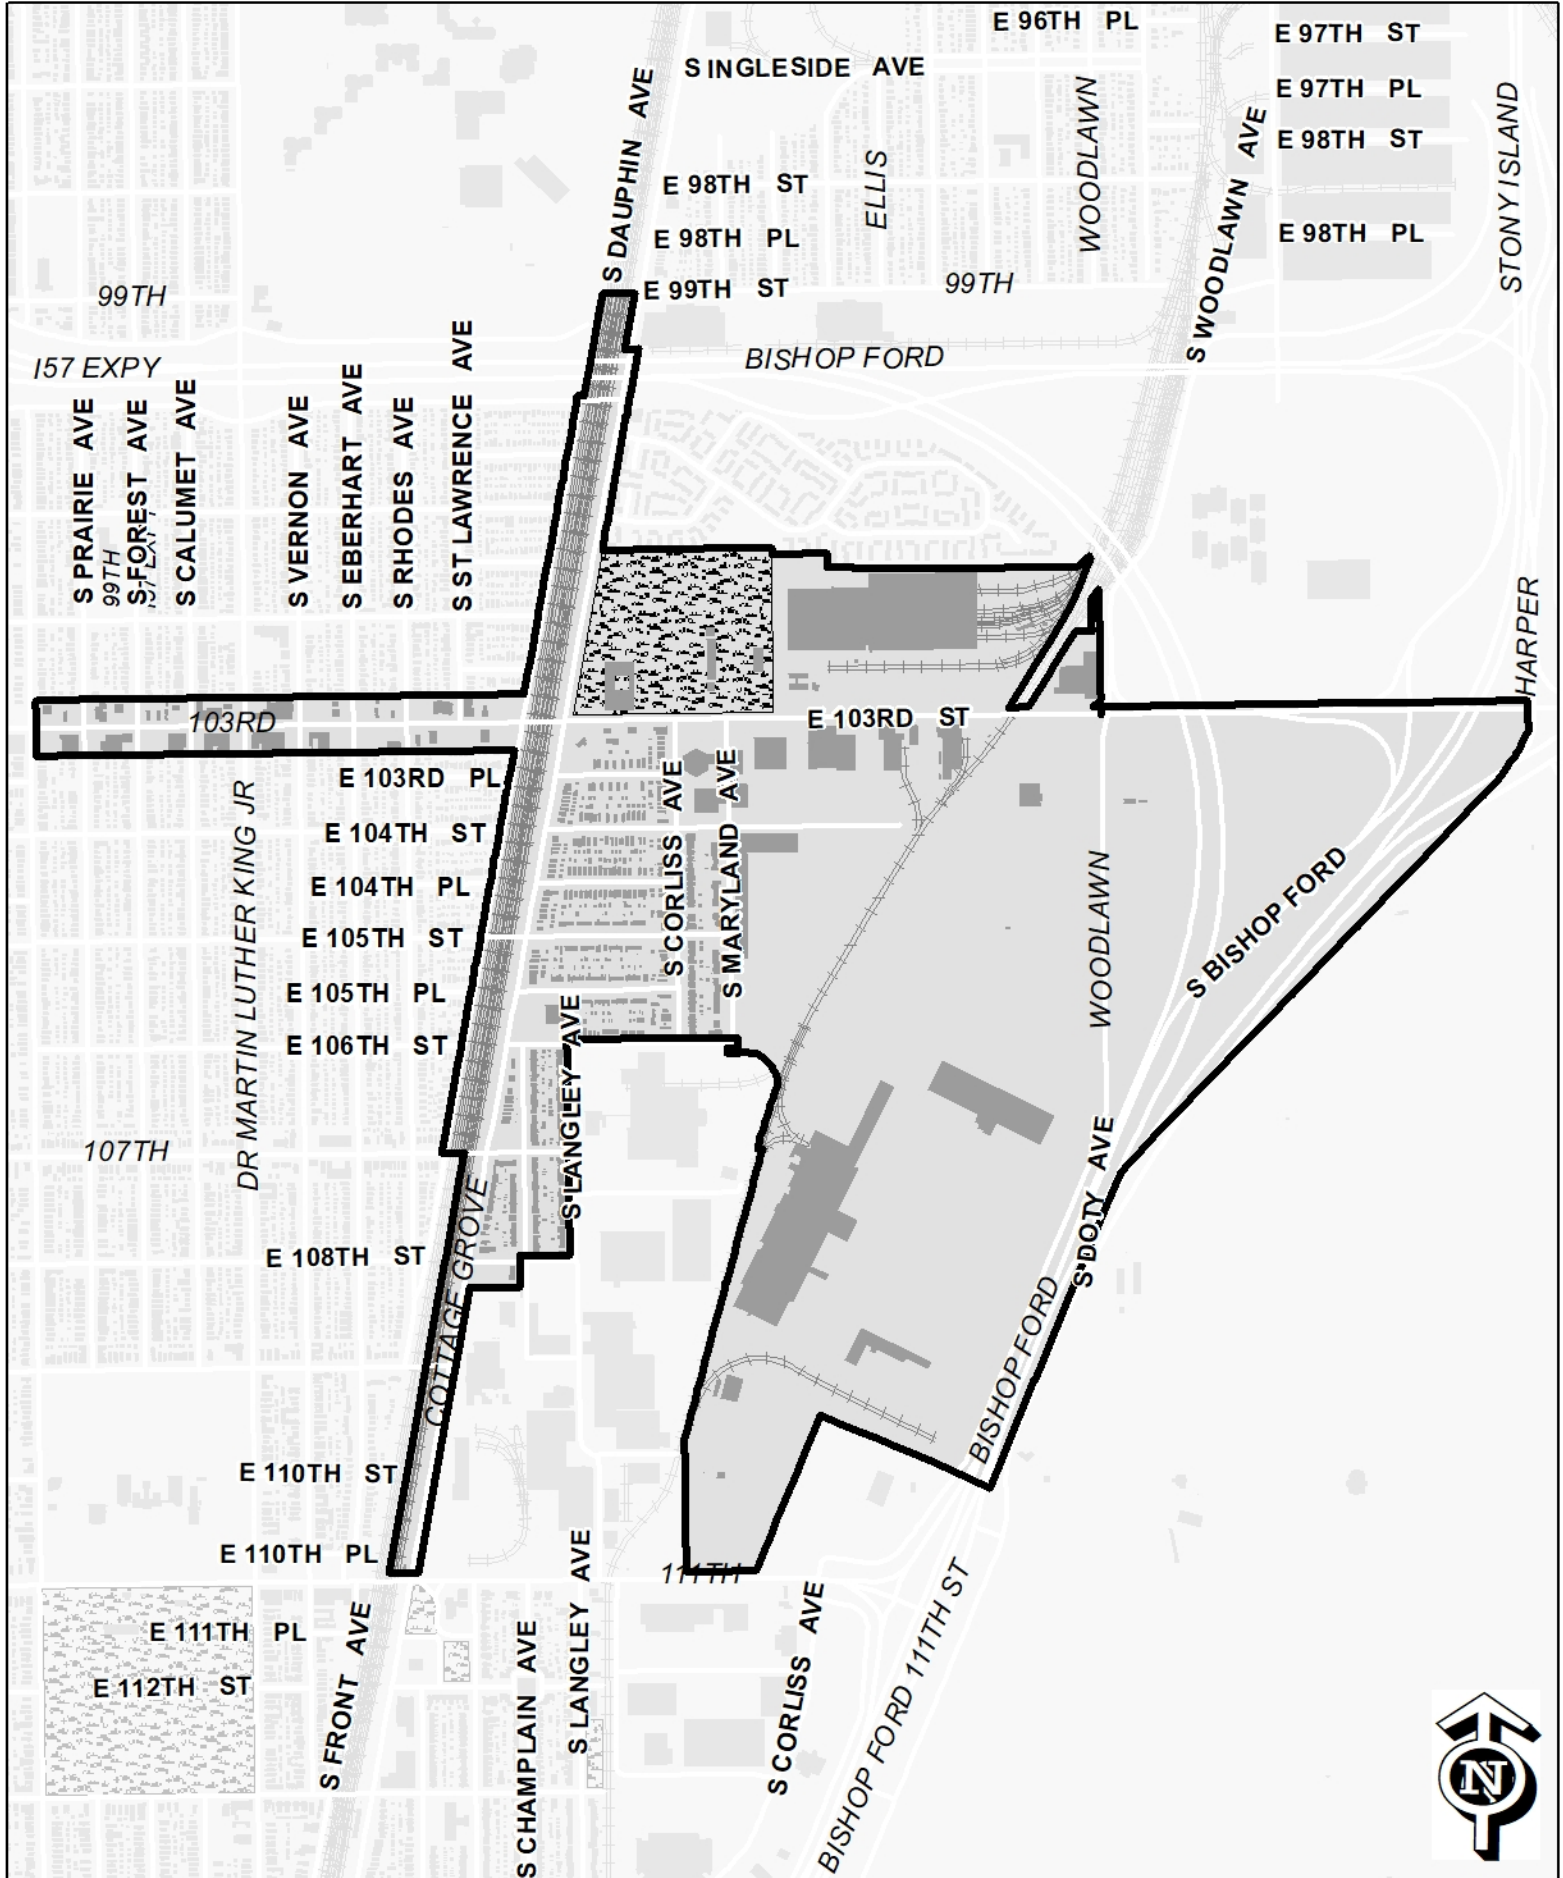 E 96TH PL
E 97TH ST
S INGLESIDE AVE
E 97TH PL
S DAUPHIN AVE
WOODLAWN
STONY ISLAND
S WOODLAWN AVE
E 98TH ST
ELLIS
E 98TH ST
E 98TH PL
E 98TH PL
99TH
E 99TH ST
99TH
I57 EXPY
BISHOP FORD
S PRAIRIE AVE
99TH
S FOREST AVE
S CALUMET AVE
S VERNON AVE
S EBERHART AVE
S RHODES AVE
S ST LAWRENCE AVE
HARPER
103RD
E 103RD ST
E 103RD PL
DR MARTIN LUTHER KING JR
E 104TH ST
S CORLISS AVE
S MARYLAND AVE
E 104TH PL
WOODLAWN
S BISHOP FORD
E 105TH ST
E 105TH PL
E 106TH ST
S LANGLEY AVE
107TH
S DOTY AVE
COTTAGE GROVE
E 108TH ST
BISHOP FORD
E 110TH ST
E 110TH PL
111TH
E 111TH PL
E 112TH ST
S FRONT AVE
S CHAMPLAIN AVE
S LANGLEY AVE
S CORLISS AVE
BISHOP FORD 111TH ST
N